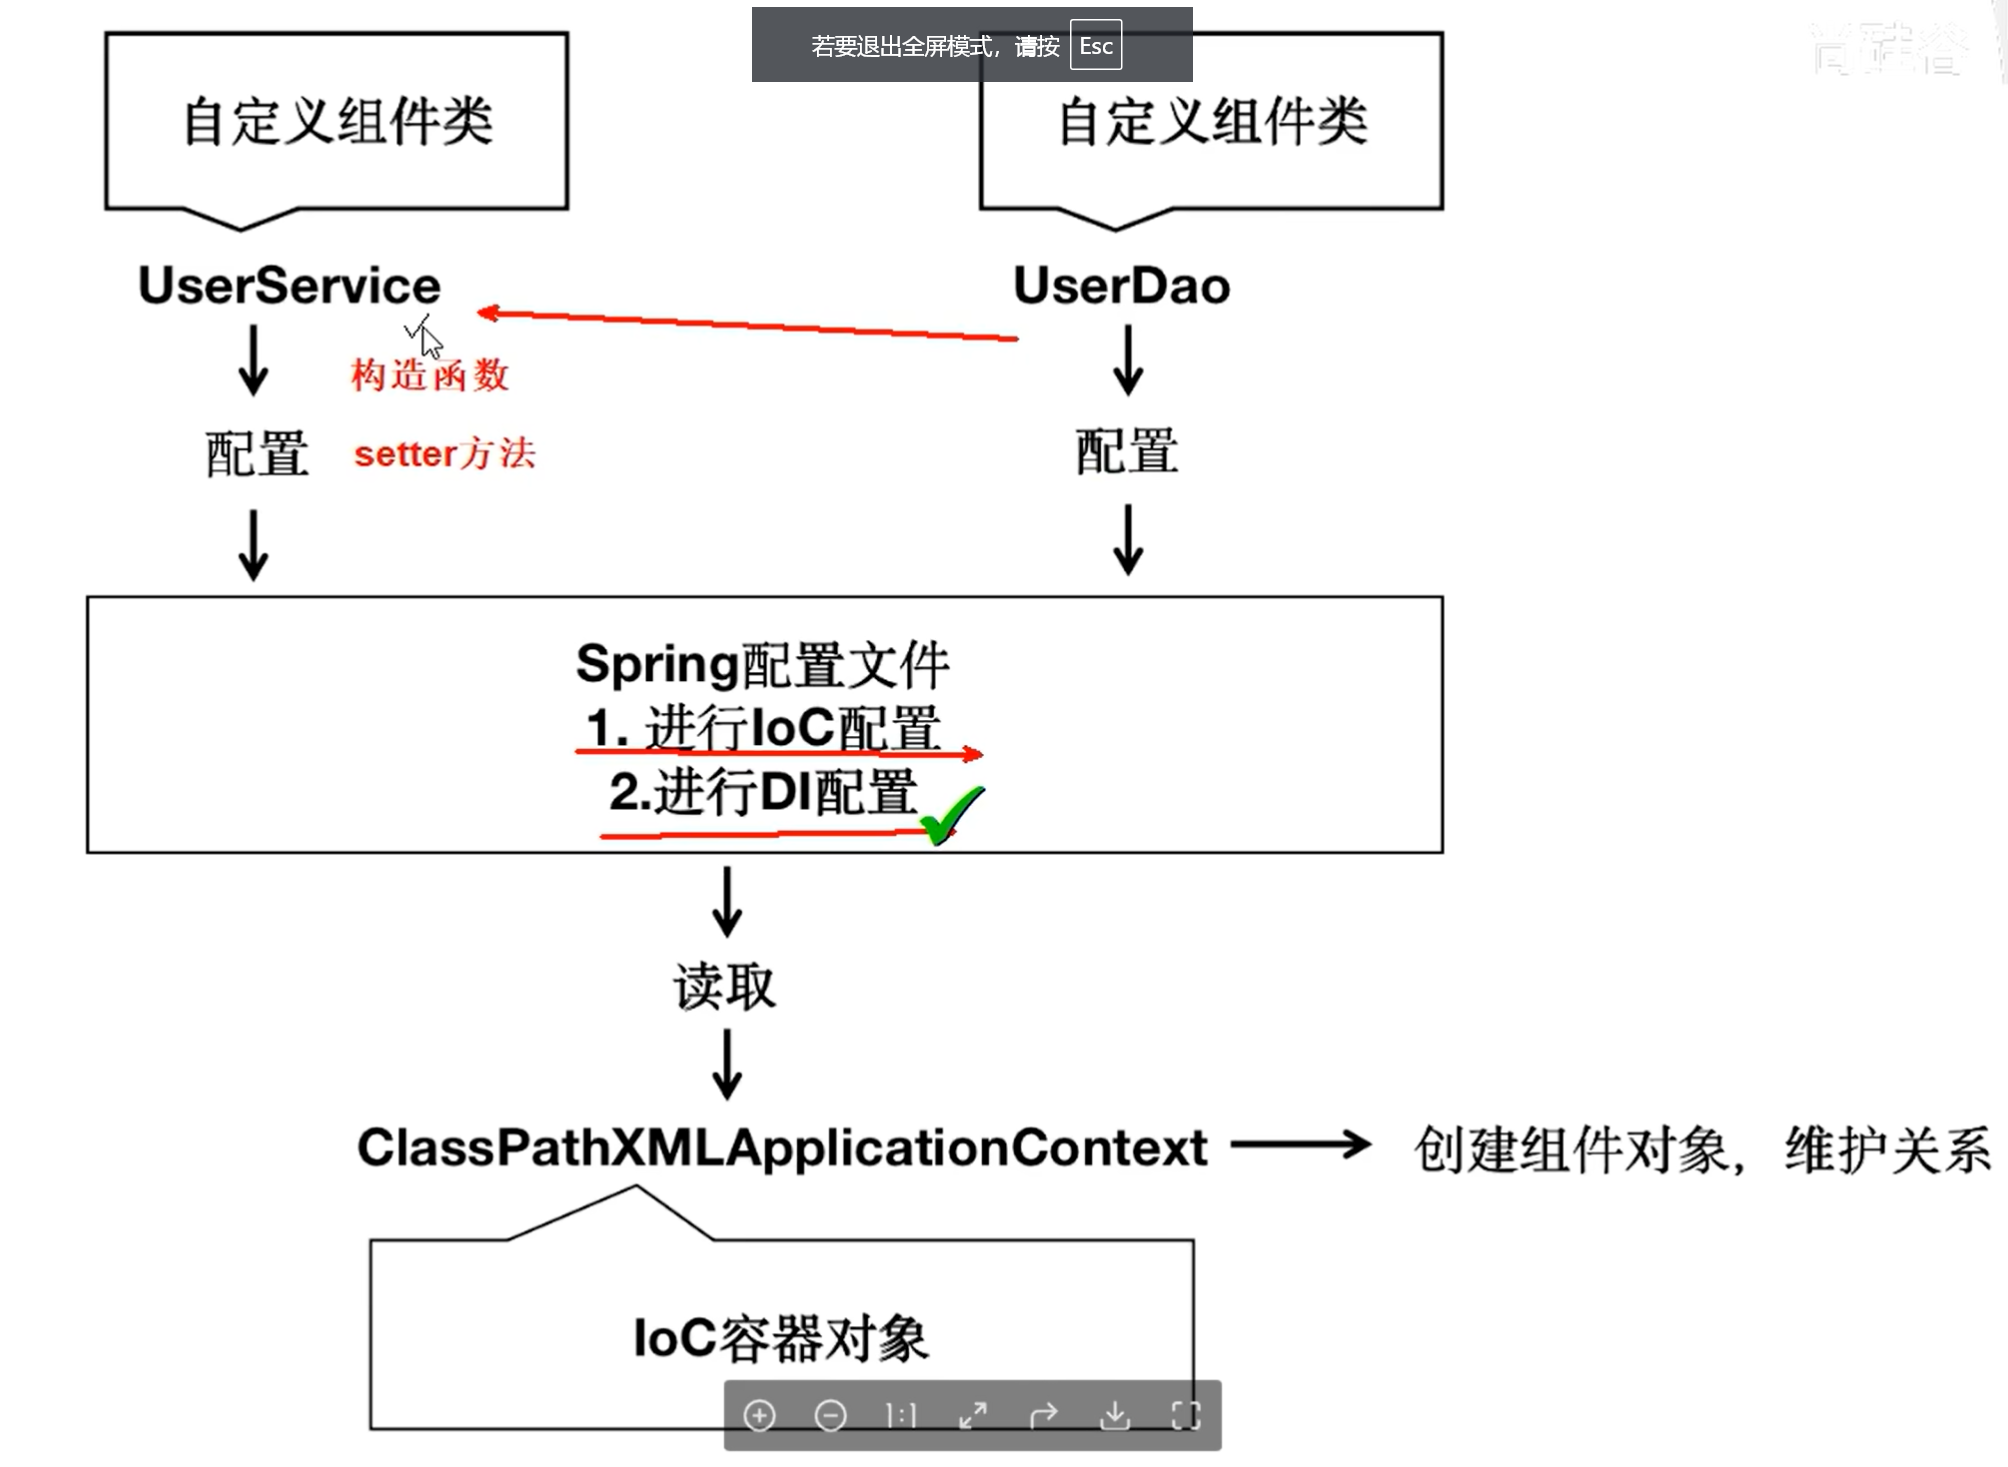 若要退出全屏模式，请按 Esc
尚硅谷
自定义组件类
自定义组件类
UserService
UserDao
构造函数
配置
setter方法
配置
Spring配置文件
1. 进行IoC配置
2.进行DI配置
读取
ClassPathXMLApplicationContext
创建组件对象，维护关系
IoC容器对象
1:1